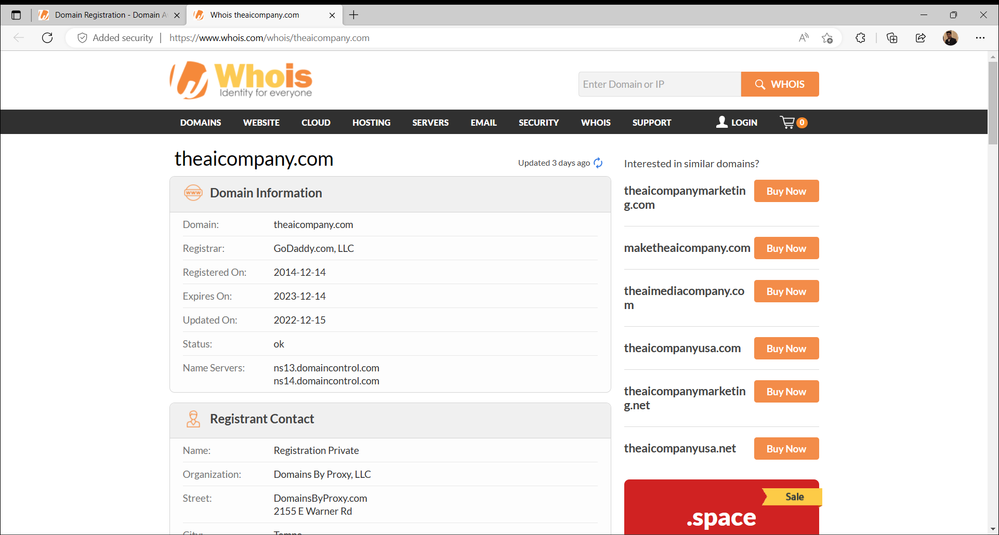 Domain Registration - Domain A
Whois theaicompany.com
Added security
https://www.whois.com/whois/theaicompany.com
Whois
Identity for everyone
Enter Domain or IP
WHOIS
DOMAINS WEBSITE CLOUD HOSTING SERVERS EMAIL SECURITY WHOIS SUPPORT LOGIN 0
theaicompany.com
Updated 3 days ago
www Domain Information
Domain: theaicompany.com
Registrar: GoDaddy.com, LLC
Registered On: 2014-12-14
Expires On: 2023-12-14
Updated On: 2022-12-15
Status: ok
Name Servers: ns13.domaincontrol.com
ns14.domaincontrol.com
Registrant Contact
Name: Registration Private
Organization: Domains By Proxy, LLC
Street: DomainsByProxy.com
2155 E Warner Rd
City: Tempe
Interested in similar domains?
theaicompanymarketin
g.com
Buy Now
maketheaicompany.com Buy Now
theaimediacompany.co
m
Buy Now
theaicompanyusa.com Buy Now
theaicompanymarketin
g.net
Buy Now
theaicompanyusa.net Buy Now
Sale
.space